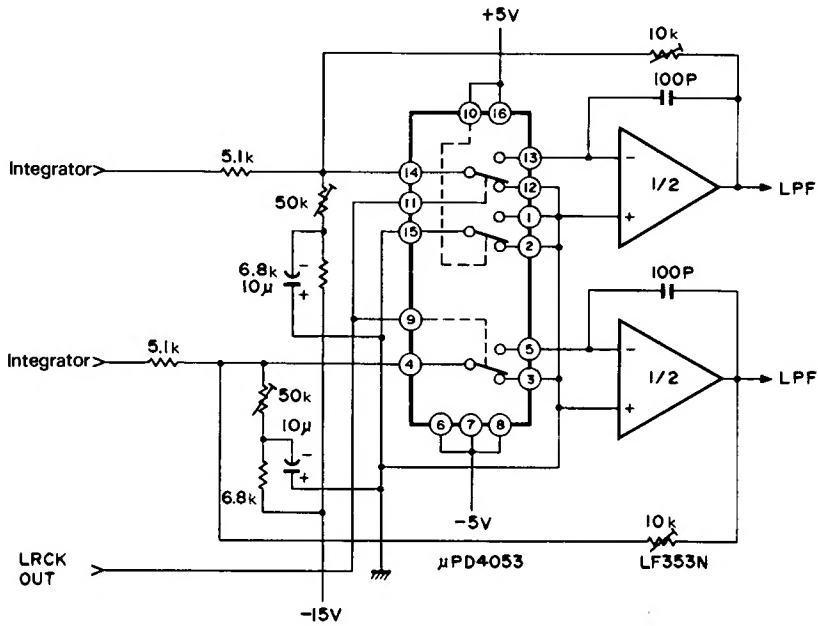 +5V
10k
100P
10
16
5.1k
Integrator
14
13
12
1/2
LPF
50k
11
1
15
2
6.8k
10μ
-
+
-
+
9
100P
5.1k
Integrator
4
5
3
1/2
LPF
50k
10μ
-
+
6.8k
-
+
6
7
8
-5V
10k
μPD4053
LF353N
LRCK
OUT
-15V